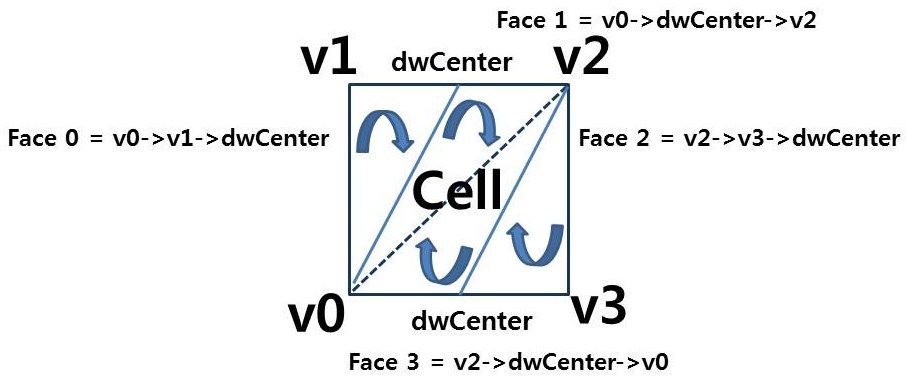 Face 1 = v0->dwCenter->v2
v1 dwCenter v2
Face 0 = v0->v1->dwCenter
Face 2 = v2->v3->dwCenter
Cell
v0 dwCenter v3
Face 3 = v2->dwCenter->v0